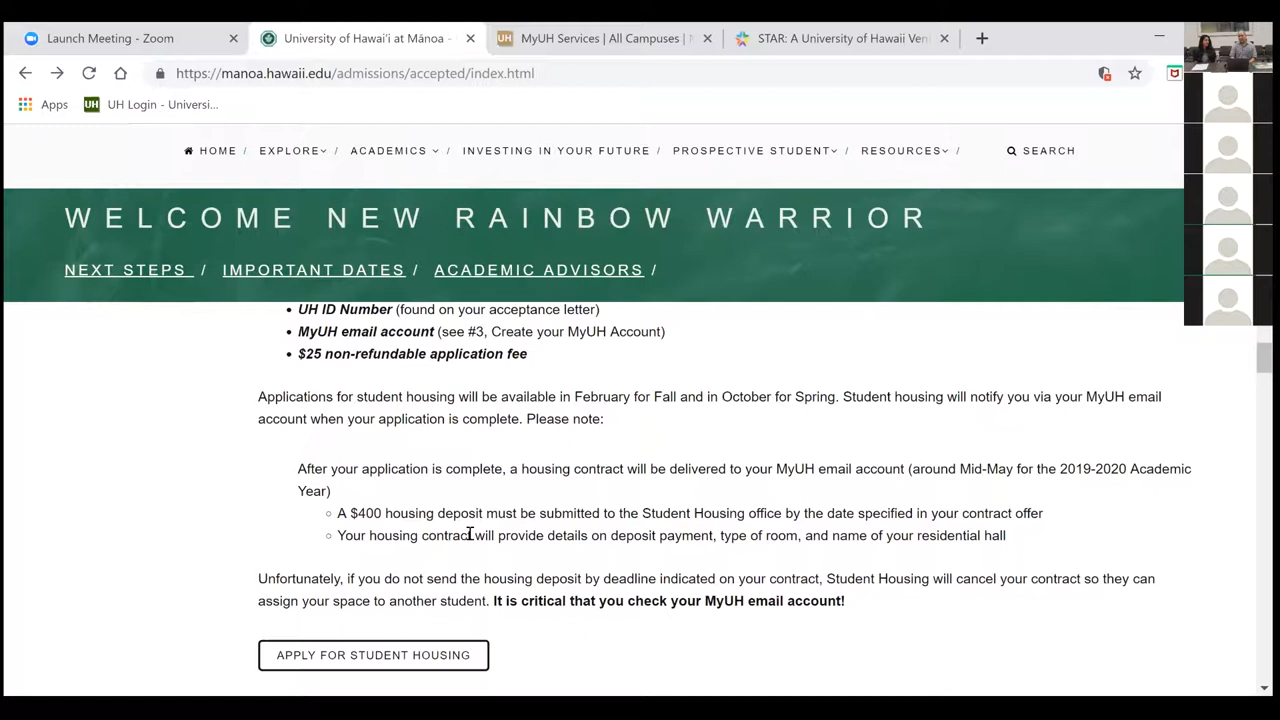 Launch Meeting - Zoom
University of Hawai'i at Mānoa -
MyUH Services | All Campuses |
STAR: A University of Hawaii Ven
https://manoa.hawaii.edu/admissions/accepted/index.html
Apps
UH Login - Universi...
HOME / EXPLORE / ACADEMICS / INVESTING IN YOUR FUTURE / PROSPECTIVE STUDENT / RESOURCES / SEARCH
WELCOME NEW RAINBOW WARRIOR
NEXT STEPS / IMPORTANT DATES / ACADEMIC ADVISORS /
• UH ID Number (found on your acceptance letter)
• MyUH email account (see #3, Create your MyUH Account)
• $25 non-refundable application fee
Applications for student housing will be available in February for Fall and in October for Spring. Student housing will notify you via your MyUH email
account when your application is complete. Please note:
After your application is complete, a housing contract will be delivered to your MyUH email account (around Mid-May for the 2019-2020 Academic
Year)
○ A $400 housing deposit must be submitted to the Student Housing office by the date specified in your contract offer
○ Your housing contract will provide details on deposit payment, type of room, and name of your residential hall
Unfortunately, if you do not send the housing deposit by deadline indicated on your contract, Student Housing will cancel your contract so they can
assign your space to another student. It is critical that you check your MyUH email account!
APPLY FOR STUDENT HOUSING